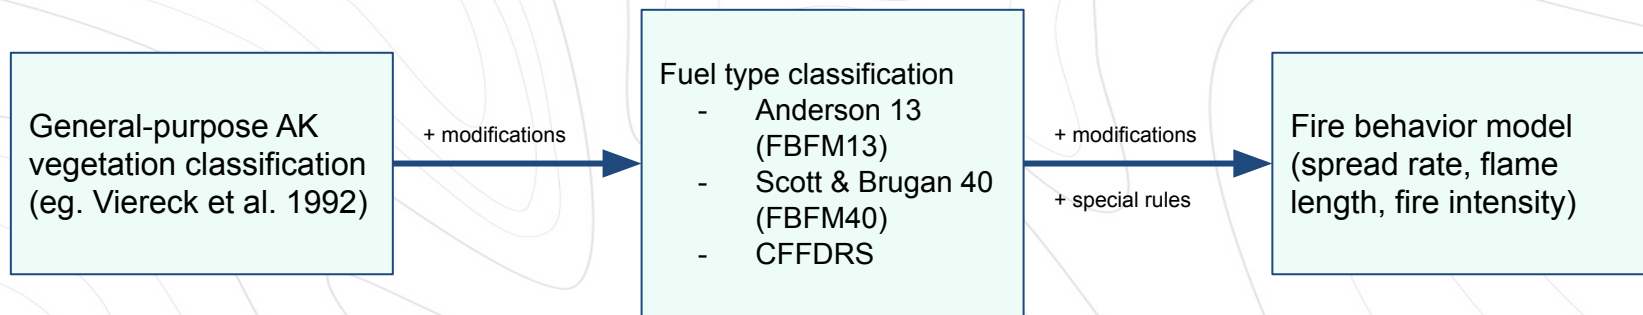 General-purpose AK
vegetation classification
(eg. Viereck et al. 1992)
+ modifications
Fuel type classification
- Anderson 13
(FBFM13)
- Scott & Brugan 40
(FBFM40)
- CFFDRS
+ modifications
+ special rules
Fire behavior model
(spread rate, flame
length, fire intensity)